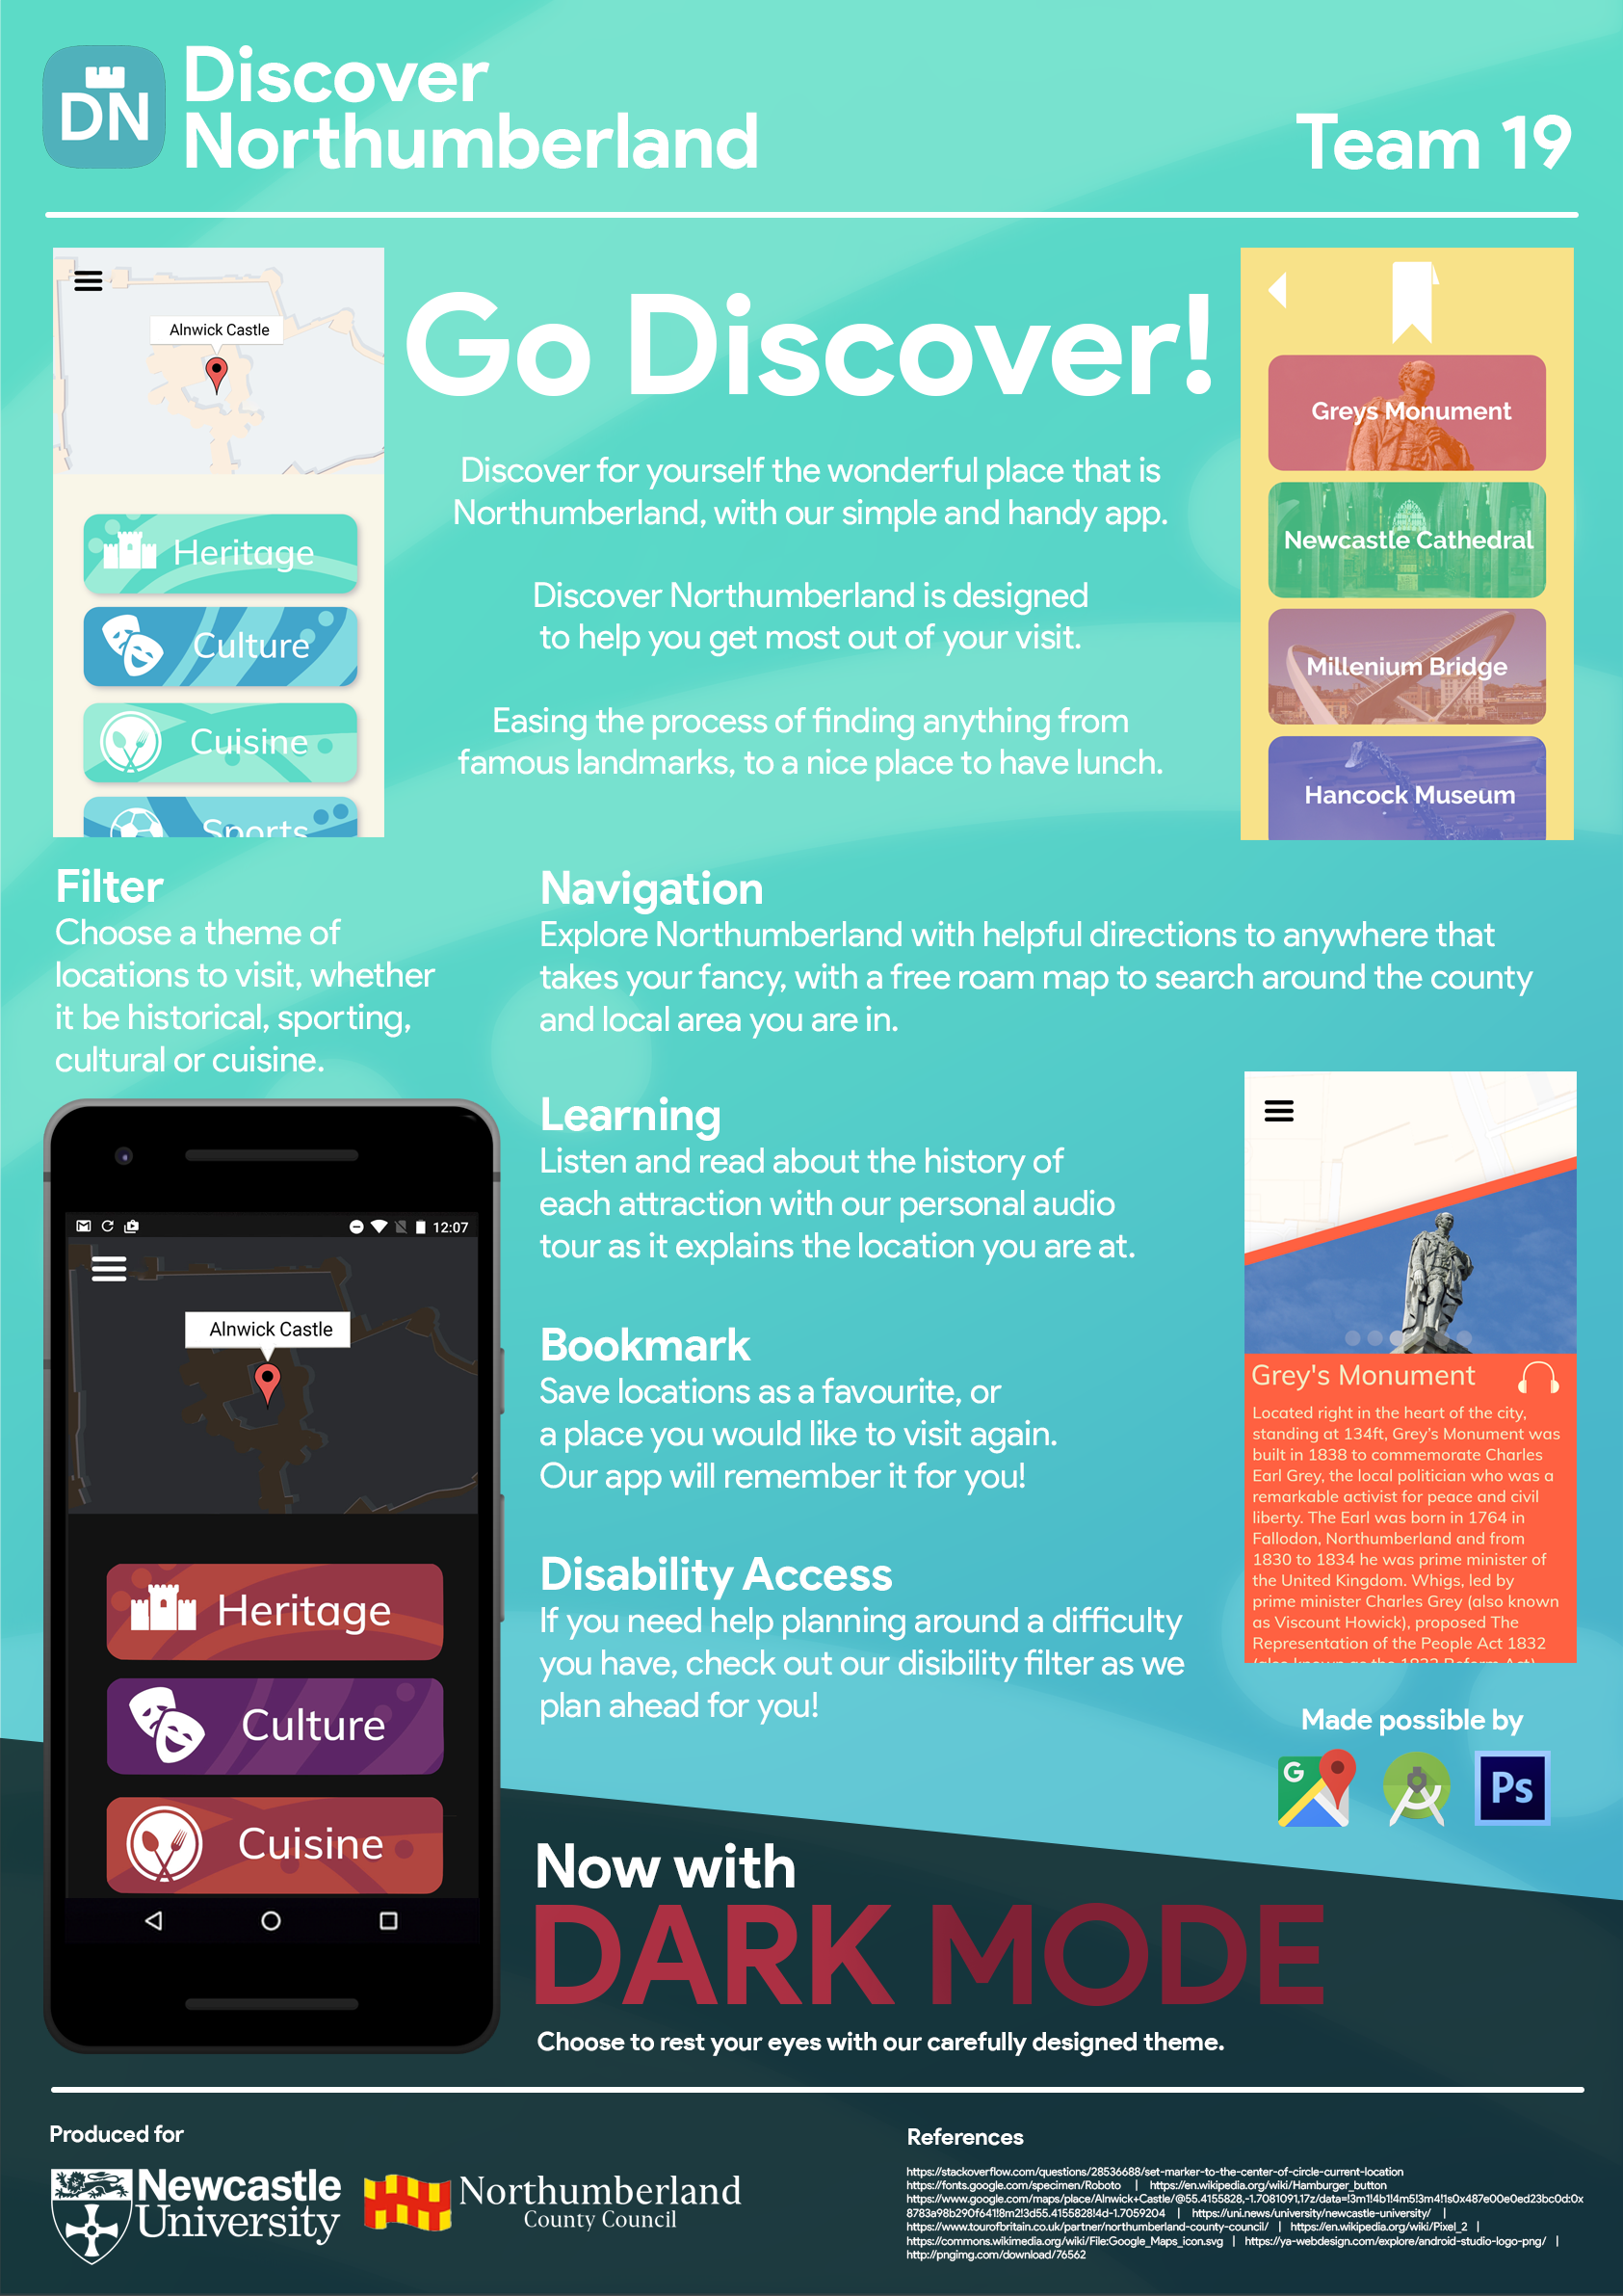 DN
Discover
Northumberland
Team 19
Alnwick Castle
Heritage
Culture
Cuisine
Sports
Go Discover!
Discover for yourself the wonderful place that is
Northumberland, with our simple and handy app.
Discover Northumberland is designed
to help you get most out of your visit.
Easing the process of finding anything from
famous landmarks, to a nice place to have lunch.
Greys Monument
Newcastle Cathedral
Millenium Bridge
Hancock Museum
Filter
Choose a theme of
locations to visit, whether
it be historical, sporting,
cultural or cuisine.
Navigation
Explore Northumberland with helpful directions to anywhere that
takes your fancy, with a free roam map to search around the county
and local area you are in.
Learning
Listen and read about the history of
each attraction with our personal audio
tour as it explains the location you are at.
Bookmark
Save locations as a favourite, or
a place you would like to visit again.
Our app will remember it for you!
Disability Access
If you need help planning around a difficulty
you have, check out our disibility filter as we
plan ahead for you!
12:07
Alnwick Castle
Heritage
Culture
Cuisine
Grey's Monument
Located right in the heart of the city,
standing at 134ft, Grey's Monument was
built in 1838 to commemorate Charles
Earl Grey, the local politician who was a
remarkable activist for peace and civil
liberty. The Earl was born in 1764 in
Fallodon, Northumberland and from
1830 to 1834 he was prime minister of
the United Kingdom. Whigs, led by
prime minister Charles Grey (also known
as Viscount Howick), proposed The
Representation of the People Act 1832
(also known as the 1832 Reform Act)
Made possible by
G
Ps
Now with
DARK MODE
Choose to rest your eyes with our carefully designed theme.
Produced for
Newcastle
University
Northumberland
County Council
References
https://stackoverflow.com/questions/28536688/set-marker-to-the-center-of-circle-current-location
https://fonts.google.com/specimen/Roboto | https://en.wikipedia.org/wiki/Hamburger_button
https://www.google.com/maps/place/Alnwick+Castle/@55.4155828,-1.7081091,17z/data=!3m1!4b1!4m5!3m4!1s0x487e00e0ed23bc0d:0x
8783a98b290f641!8m2!3d55.4155828!4d-1.7059204 | https://uni.news/university/newcastle-university/ |
https://www.tourofbritain.co.uk/partner/northumberland-county-council/ | https://en.wikipedia.org/wiki/Pixel_2 |
https://commons.wikimedia.org/wiki/File:Google_Maps_icon.svg | https://ya-webdesign.com/explore/android-studio-logo-png/ |
http://pngimg.com/download/76562